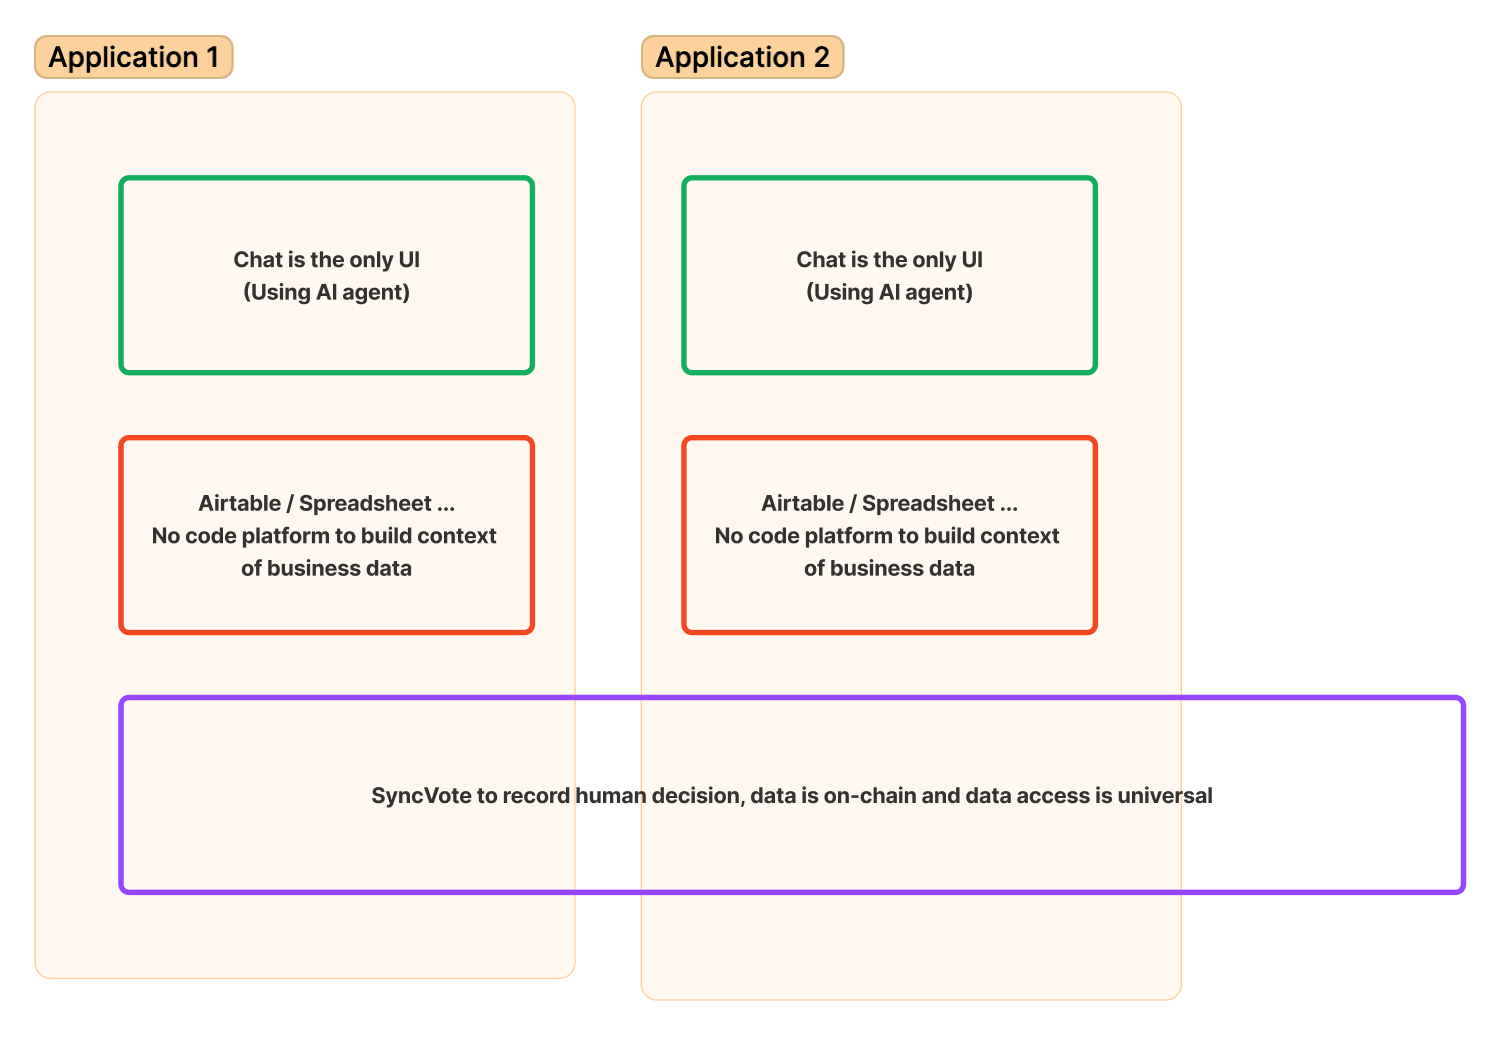 Application 1
Application 2
Chat is the only UI
(Using AI agent)
Chat is the only UI
(Using AI agent)
Airtable / Spreadsheet ...
No code platform to build context
of business data
Airtable / Spreadsheet ...
No code platform to build context
of business data
SyncVote to record human decision, data is on-chain and data access is universal